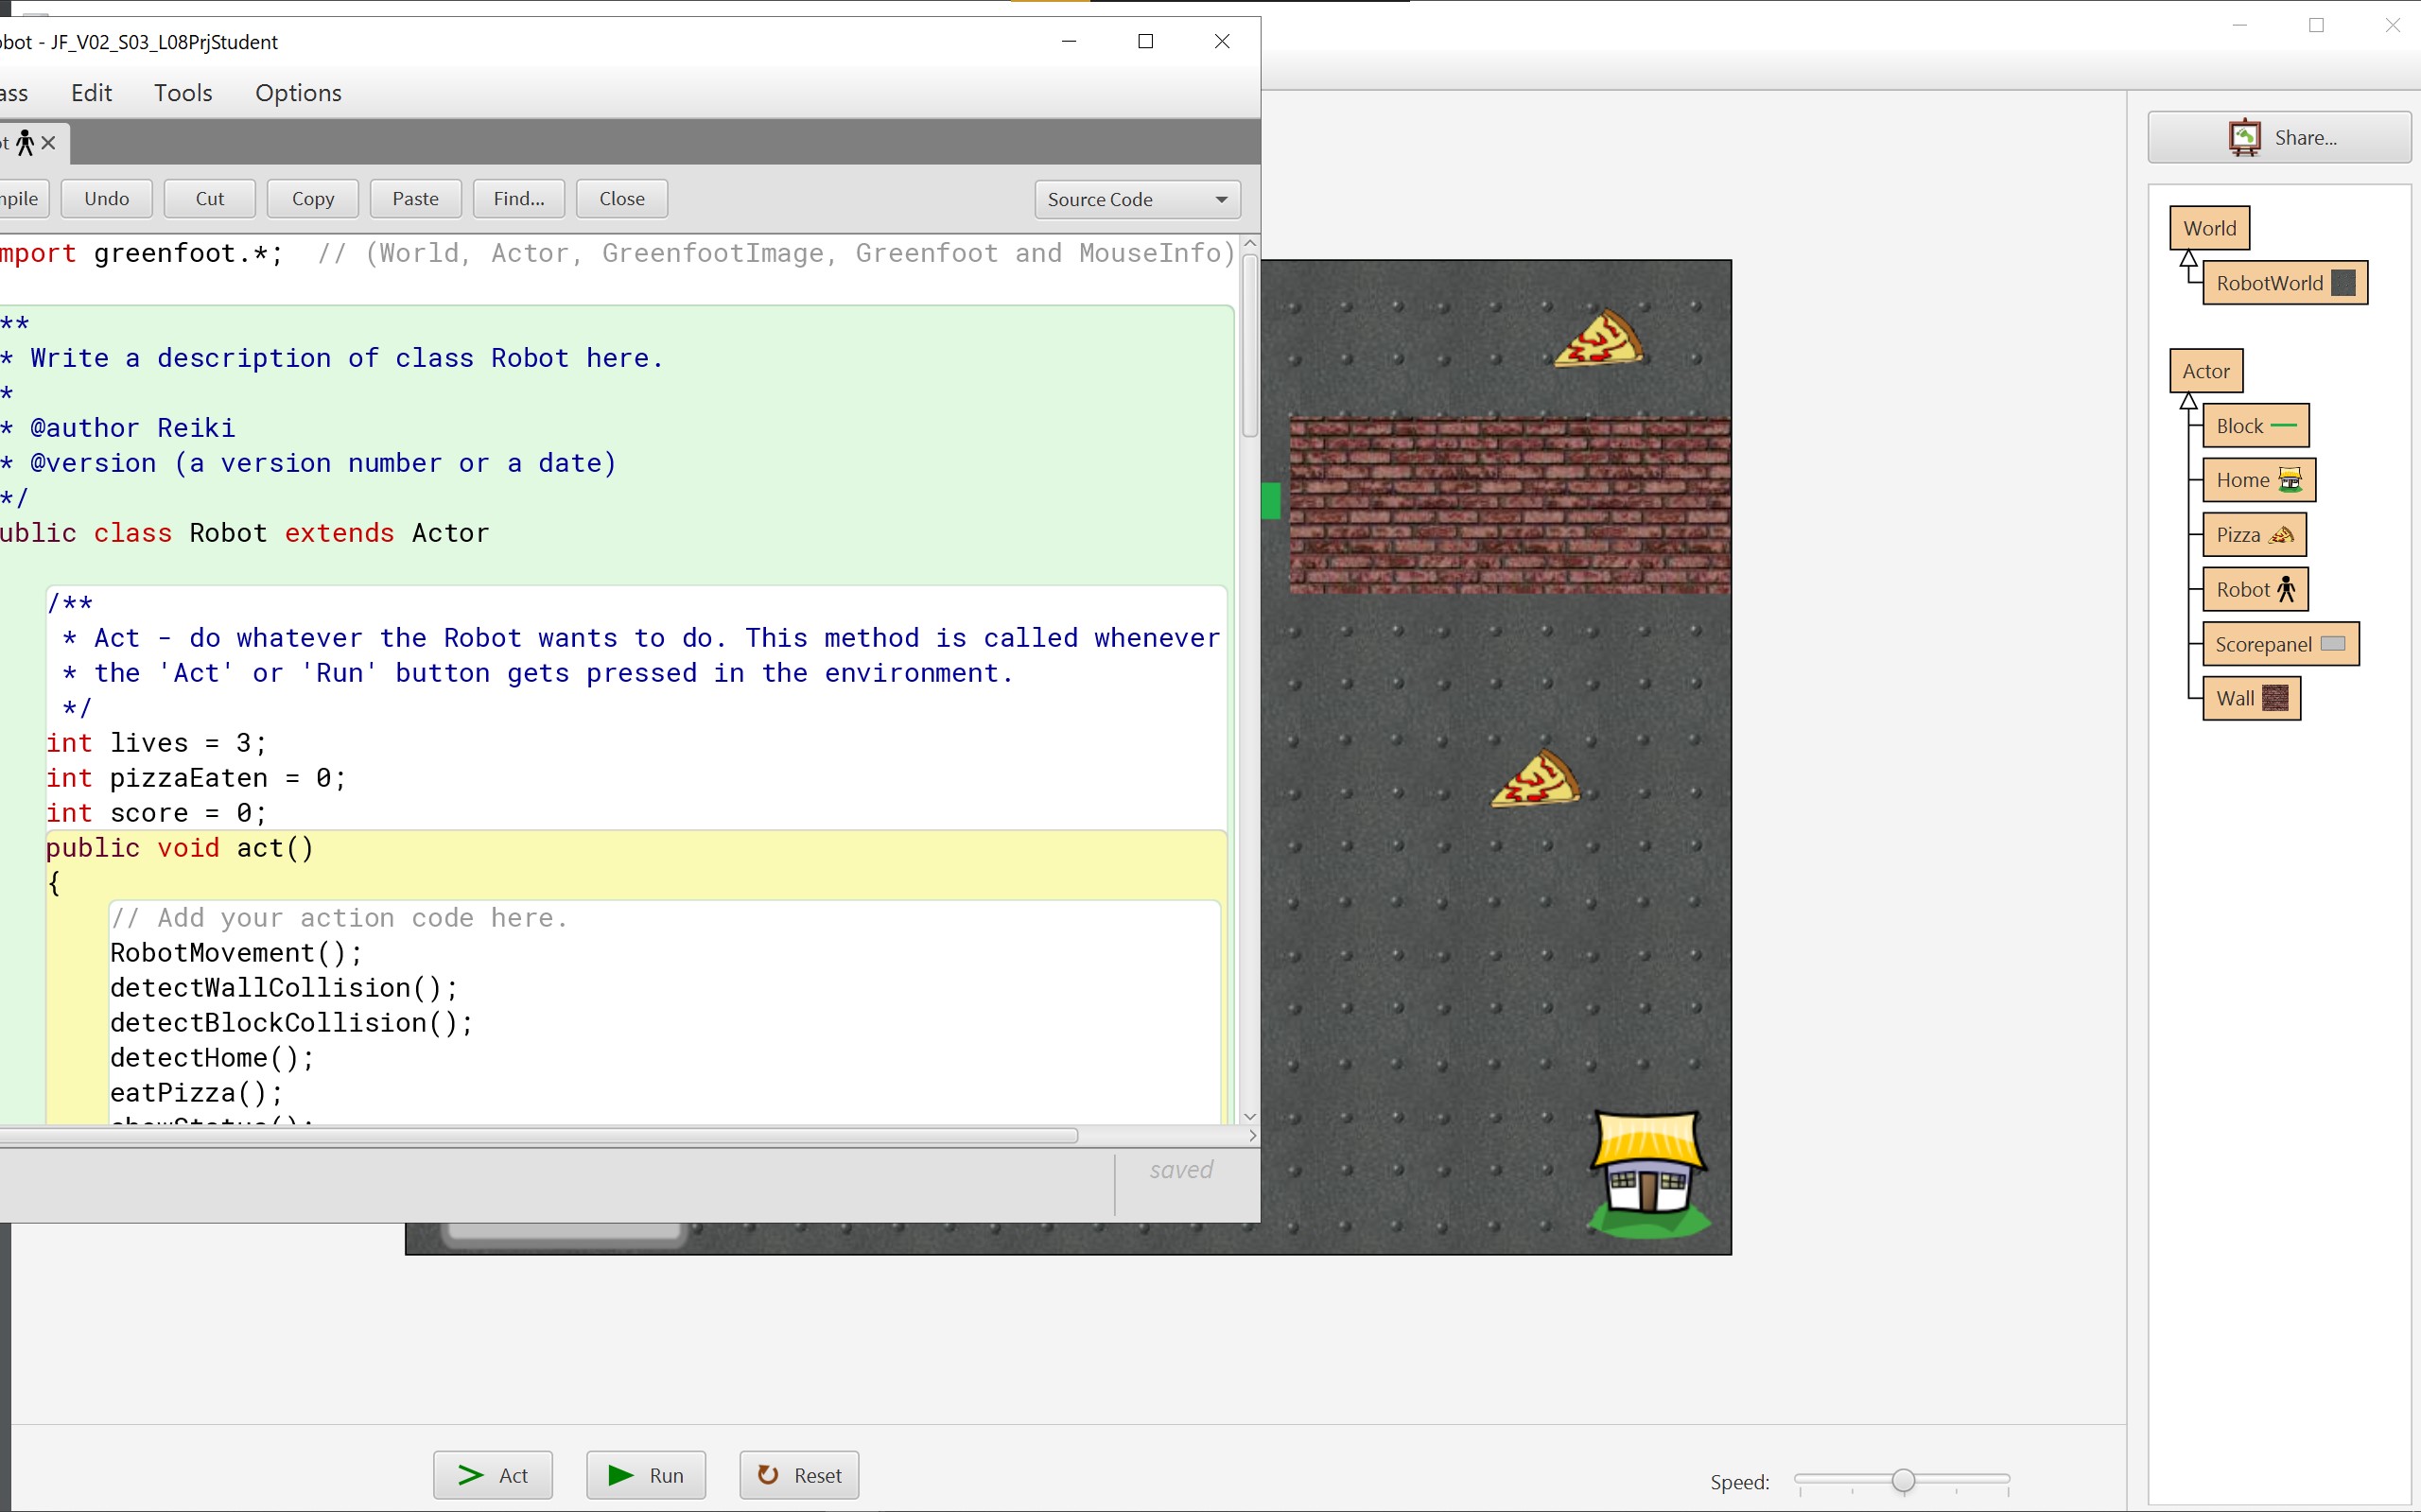 bot - JF_V02_S03_L08PrjStudent
ass Edit Tools Options
ot
mpile Undo Cut Copy Paste Find... Close Source Code
mport greenfoot.*;  // (World, Actor, GreenfootImage, Greenfoot and MouseInfo)
**
* Write a description of class Robot here.
*
* @author Reiki
* @version (a version number or a date)
*/
ublic class Robot extends Actor
/**
* Act - do whatever the Robot wants to do. This method is called whenever
* the 'Act' or 'Run' button gets pressed in the environment.
*/
int lives = 3;
int pizzaEaten = 0;
int score = 0;
public void act()
{
// Add your action code here.
RobotMovement();
detectWallCollision();
detectBlockCollision();
detectHome();
eatPizza();
showStatus();
saved
Share...
World
RobotWorld
Actor
Block
Home
Pizza
Robot
Scorepanel
Wall
Act Run Reset Speed: